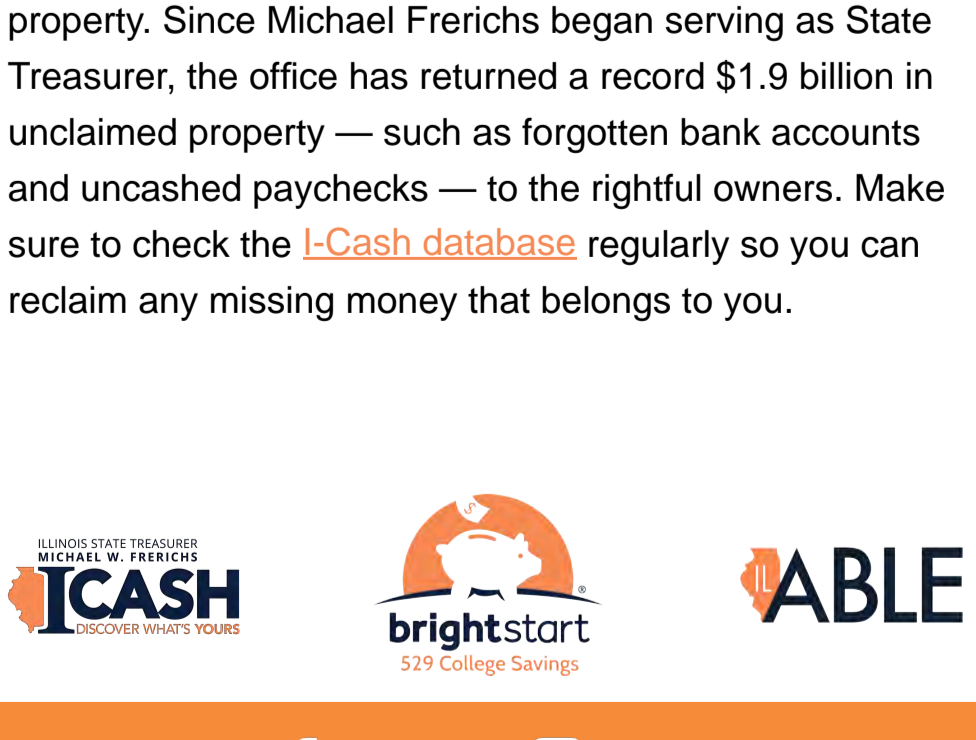 property. Since Michael Frerichs began serving as State
Treasurer, the office has returned a record $1.9 billion in
unclaimed property — such as forgotten bank accounts
and uncashed paychecks — to the rightful owners. Make
sure to check the I-Cash database regularly so you can
reclaim any missing money that belongs to you.
ILLINOIS STATE TREASURER
MICHAEL W. FRERICHS
ICASH
DISCOVER WHAT'S YOURS
$
brightstart®
529 College Savings
IL ABLE